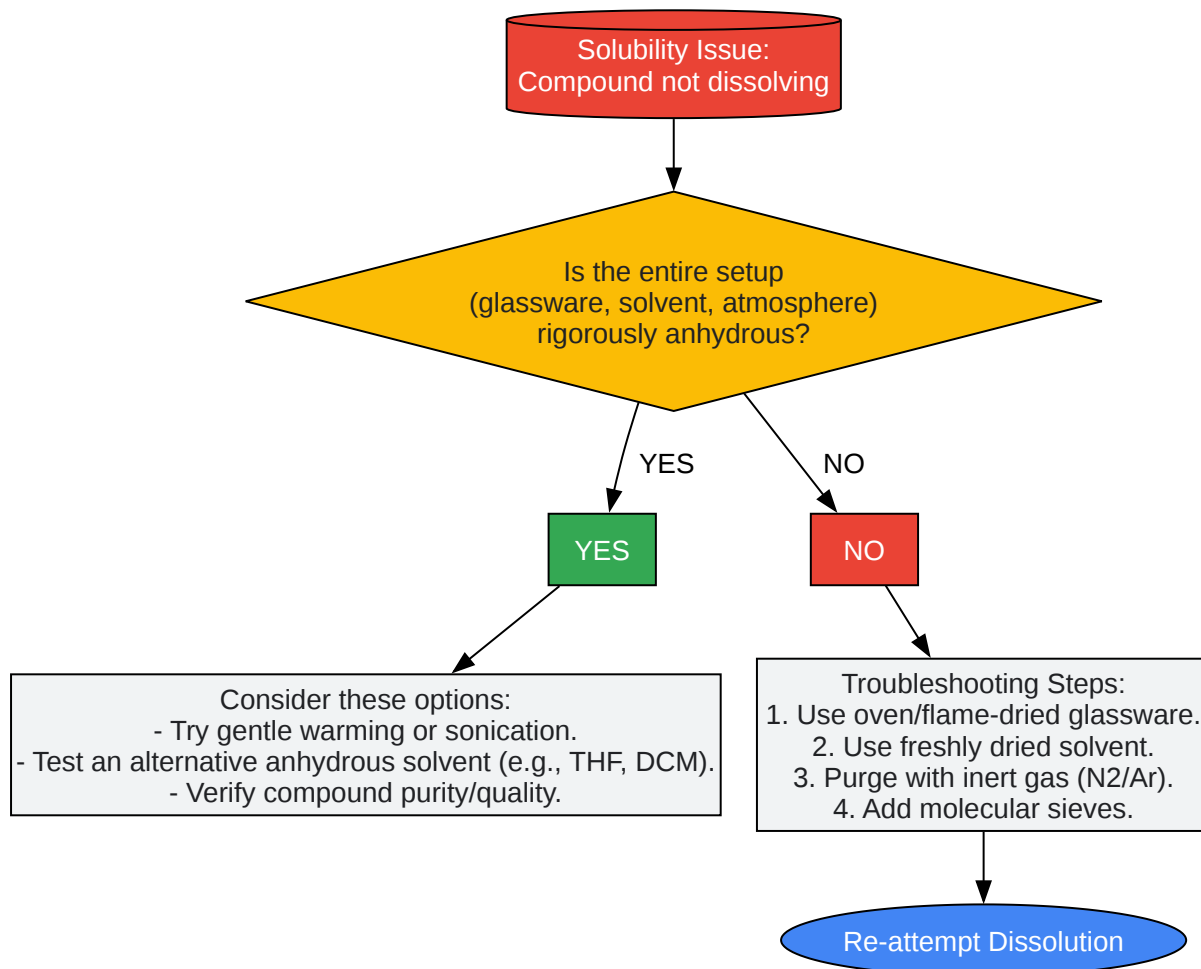 Solubility Issue:
Compound not dissolving
Is the entire setup
(glassware, solvent, atmosphere)
rigorously anhydrous?
YES
NO
YES
NO
Consider these options:
- Try gentle warming or sonication.
- Test an alternative anhydrous solvent (e.g., THF, DCM).
- Verify compound purity/quality.
Troubleshooting Steps:
1. Use oven/flame-dried glassware.
2. Use freshly dried solvent.
3. Purge with inert gas (N2/Ar).
4. Add molecular sieves.
Re-attempt Dissolution